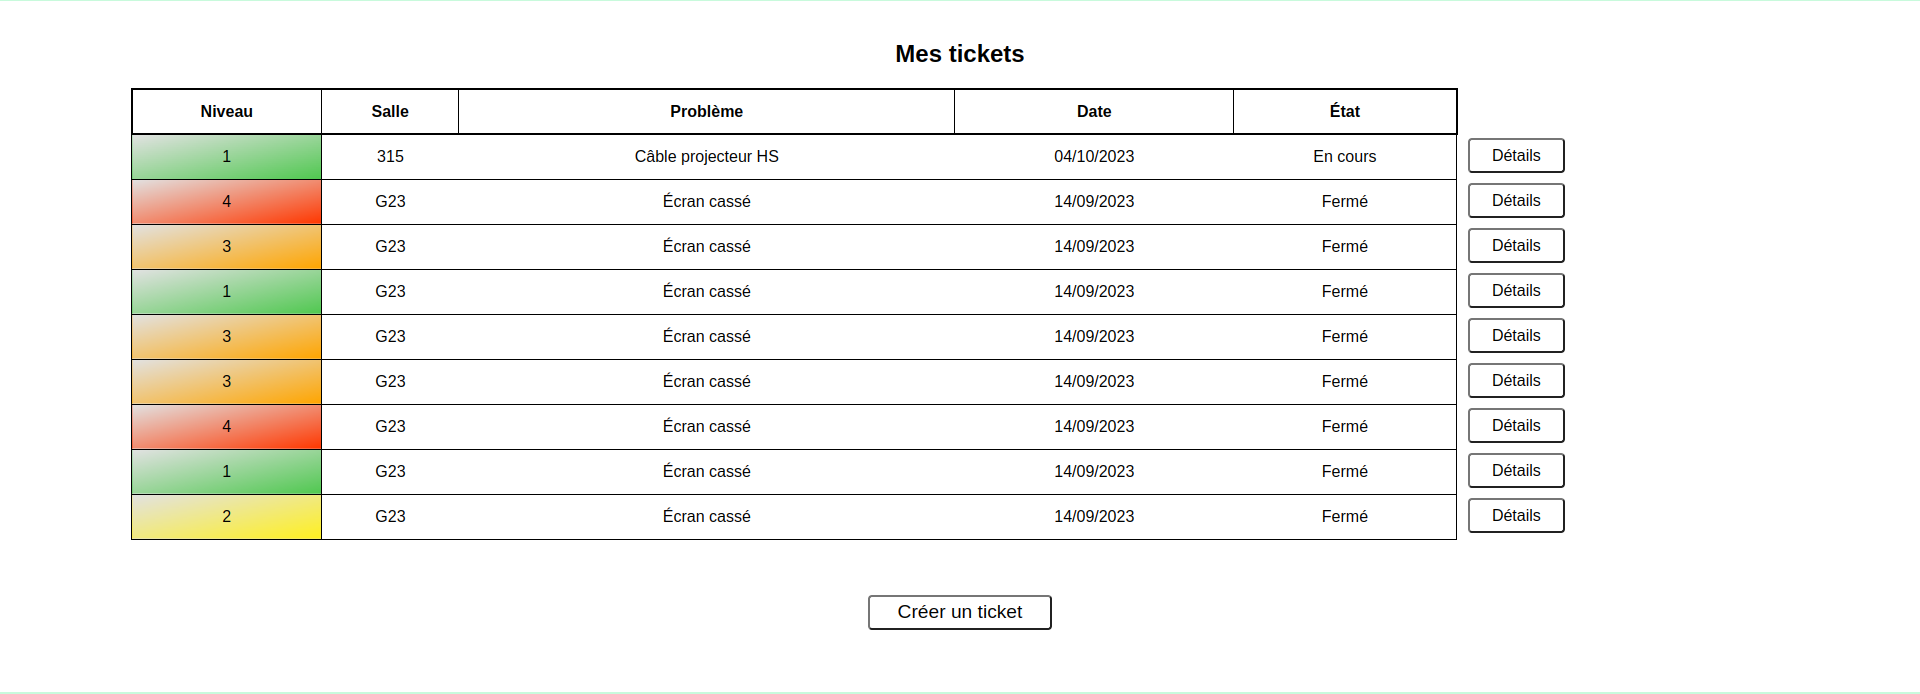 Mes tickets
Niveau Salle Problème Date État
1 315 Câble projecteur HS 04/10/2023 En cours Détails
4 G23 Écran cassé 14/09/2023 Fermé Détails
3 G23 Écran cassé 14/09/2023 Fermé Détails
1 G23 Écran cassé 14/09/2023 Fermé Détails
3 G23 Écran cassé 14/09/2023 Fermé Détails
3 G23 Écran cassé 14/09/2023 Fermé Détails
4 G23 Écran cassé 14/09/2023 Fermé Détails
1 G23 Écran cassé 14/09/2023 Fermé Détails
2 G23 Écran cassé 14/09/2023 Fermé Détails
Créer un ticket